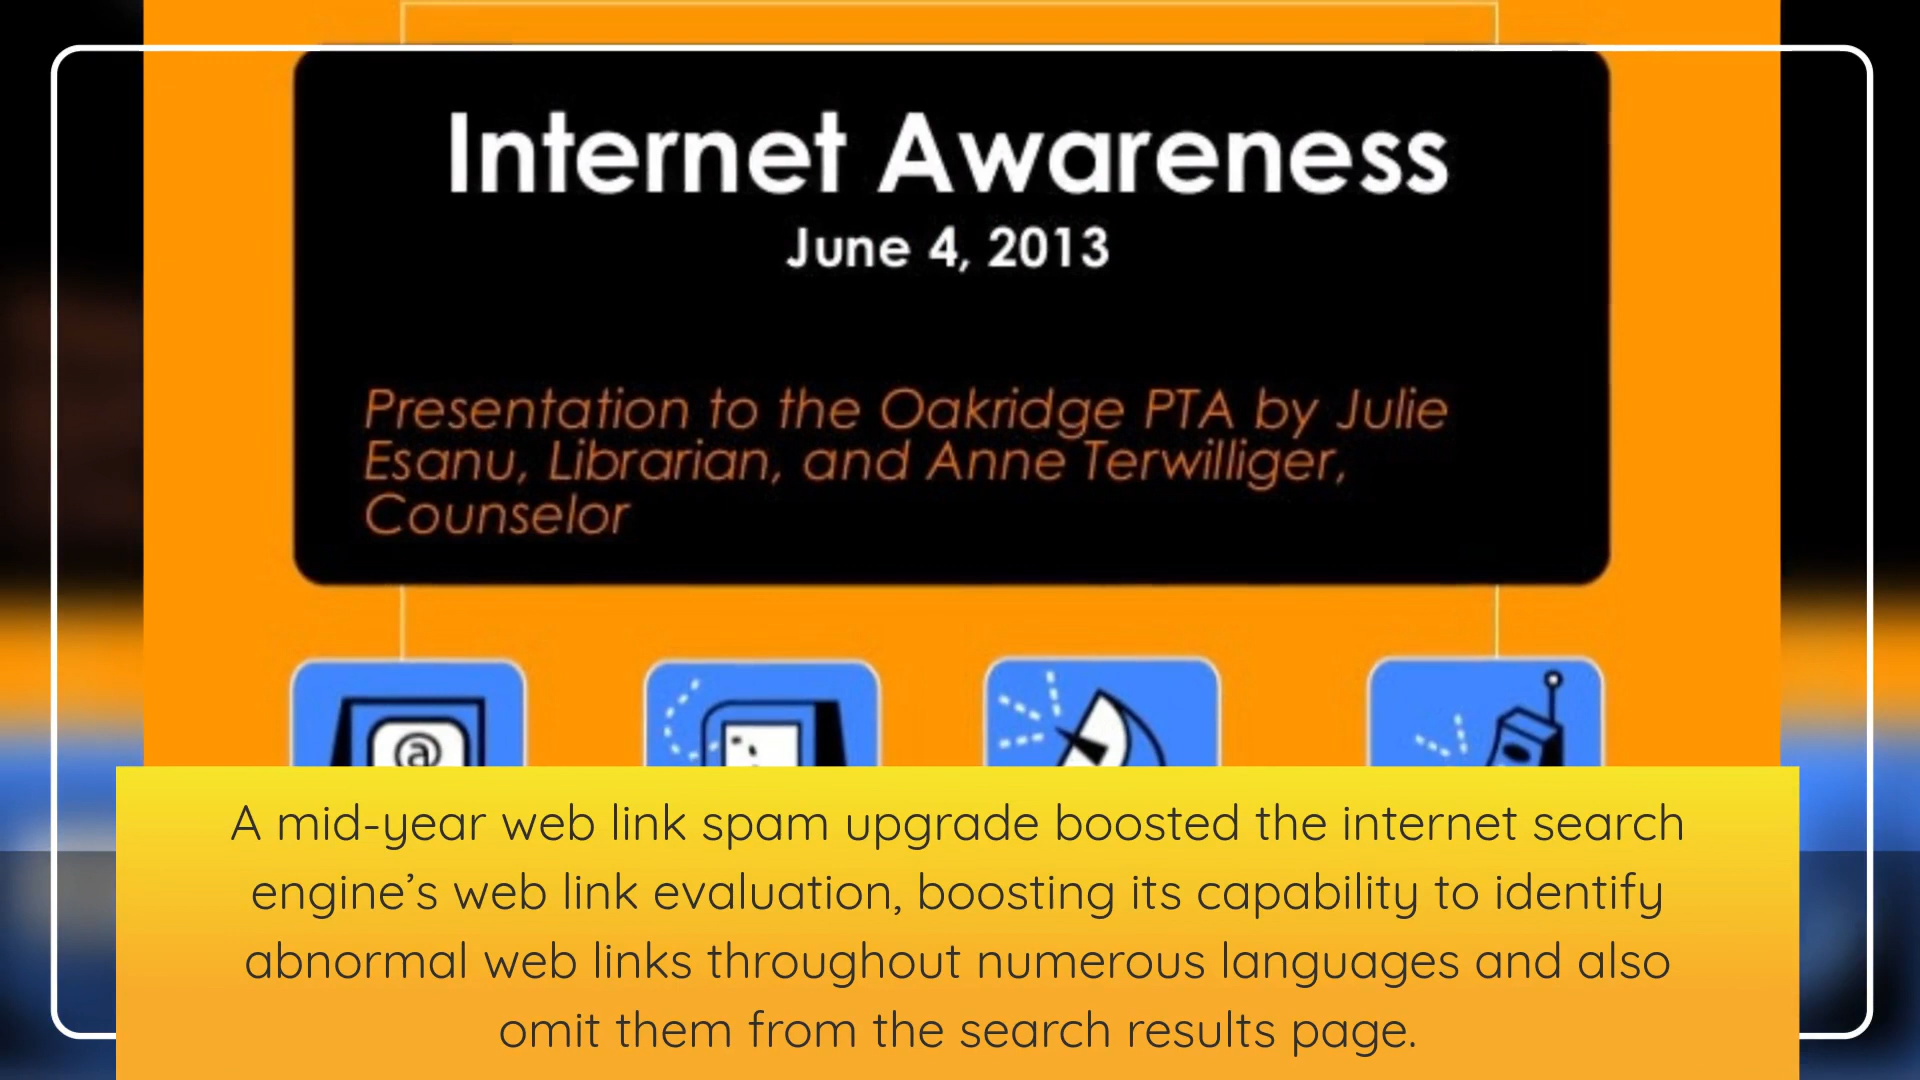 Internet Awareness
June 4, 2013
Presentation to the Oakridge PTA by Julie
Esanu, Librarian, and Anne Terwilliger,
Counselor
@
A mid-year web link spam upgrade boosted the internet search
engine’s web link evaluation, boosting its capability to identify
abnormal web links throughout numerous languages and also
omit them from the search results page.